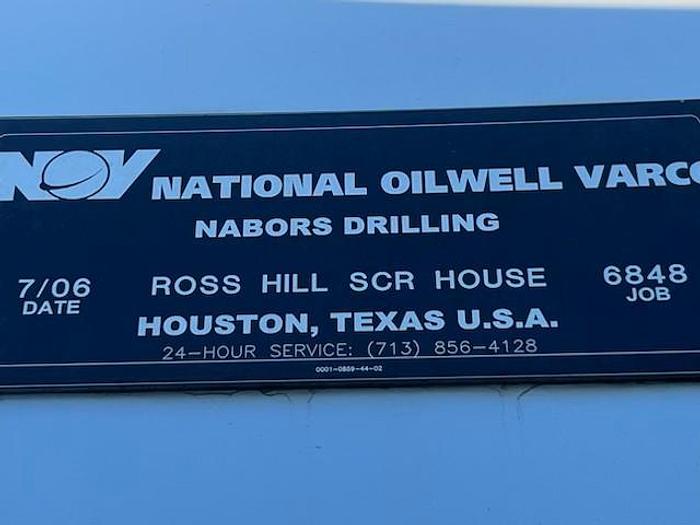 NOV NATIONAL OILWELL VARCO
NABORS DRILLING
7/06 DATE
ROSS HILL SCR HOUSE
6848 JOB
HOUSTON, TEXAS U.S.A.
24-HOUR SERVICE: (713) 856-4128
0001-0859-44-02